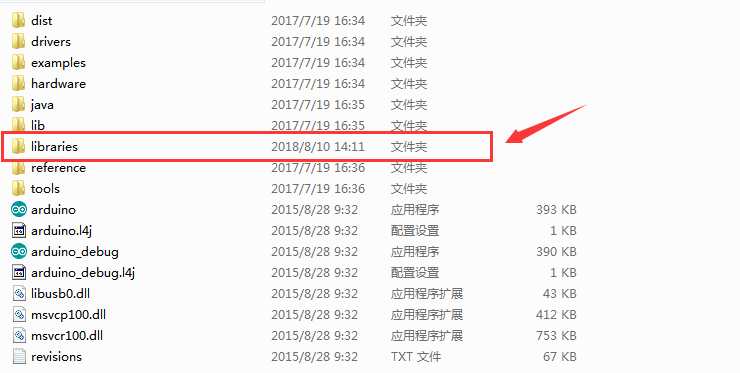 dist 2017/7/19 16:34 文件夹
drivers 2017/7/19 16:34 文件夹
examples 2017/7/19 16:34 文件夹
hardware 2017/7/19 16:34 文件夹
java 2017/7/19 16:35 文件夹
lib 2017/7/19 16:35 文件夹
libraries 2018/8/10 14:11 文件夹
reference 2017/7/19 16:36 文件夹
tools 2017/7/19 16:36 文件夹
arduino 2015/8/28 9:32 应用程序 393 KB
arduino.l4j 2015/8/28 9:32 配置设置 1 KB
arduino_debug 2015/8/28 9:32 应用程序 390 KB
arduino_debug.l4j 2015/8/28 9:32 配置设置 1 KB
libusb0.dll 2015/8/28 9:32 应用程序扩展 43 KB
msvcp100.dll 2015/8/28 9:32 应用程序扩展 412 KB
msvcr100.dll 2015/8/28 9:32 应用程序扩展 753 KB
revisions 2015/8/28 9:32 TXT 文件 67 KB